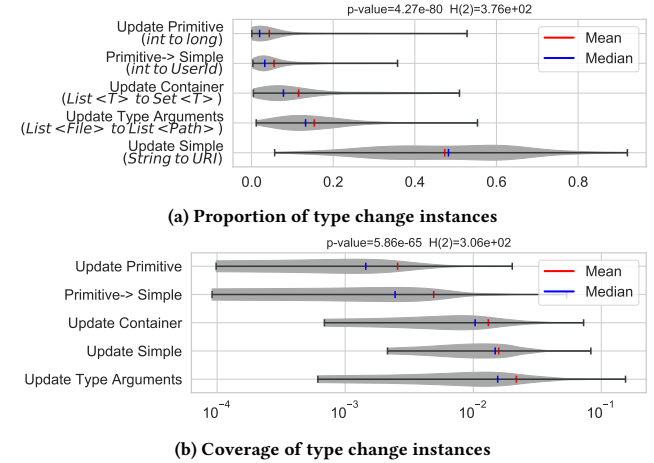 p-value=4.27e-80 H(2)=3.76e+02
Update Primitive
(int to long)
Primitive-> Simple
(int to UserId)
Update Container
(List <T> to Set <T> )
Update Type Arguments
(List <File> to List <Path> )
Update Simple
(String to URI)
Mean
Median
0.0 0.2 0.4 0.6 0.8
(a) Proportion of type change instances
p-value=5.86e-65 H(2)=3.06e+02
Update Primitive
Primitive-> Simple
Update Container
Update Simple
Update Type Arguments
Mean
Median
10⁻⁴ 10⁻³ 10⁻² 10⁻¹
(b) Coverage of type change instances